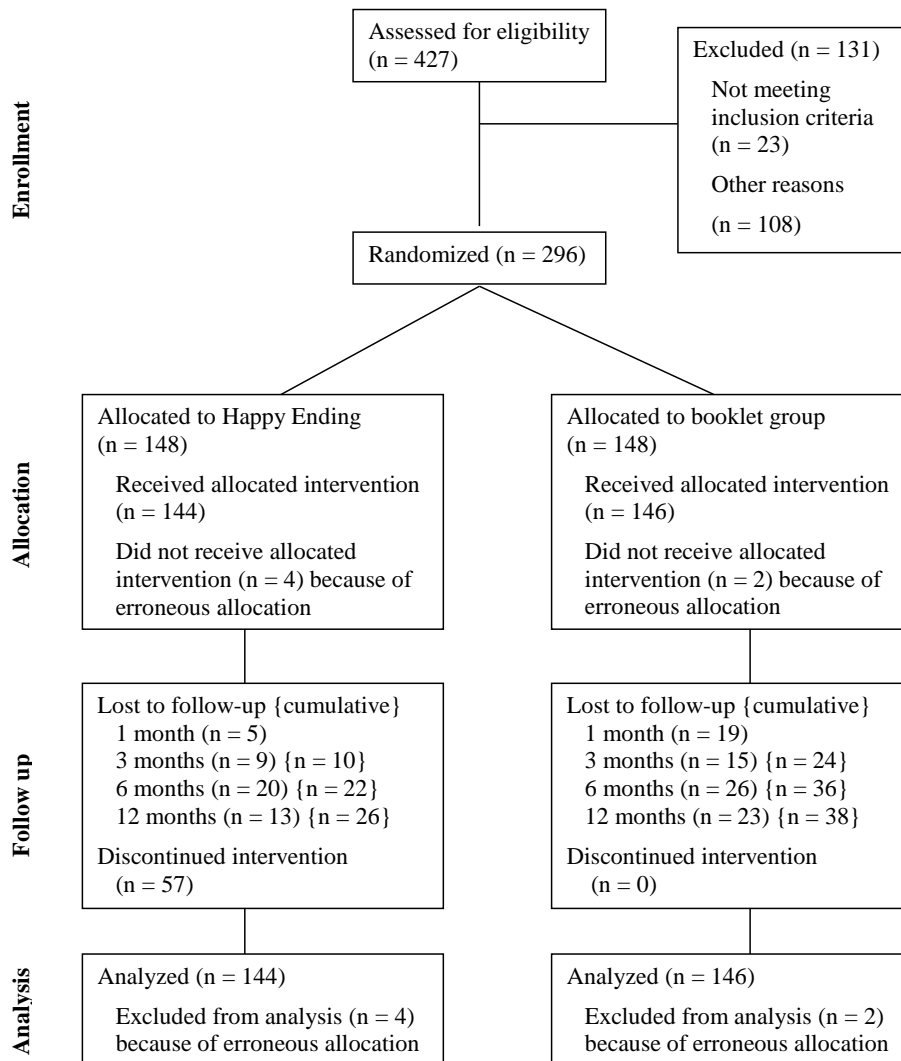 Assessed for eligibility
(n = 427)
Excluded (n = 131)
Not meeting
inclusion criteria
(n = 23)
Other reasons
(n = 108)
Enrollment
Randomized (n = 296)
Allocated to Happy Ending
(n = 148)
Received allocated intervention
(n = 144)
Did not receive allocated
intervention (n = 4) because of
erroneous allocation
Allocated to booklet group
(n = 148)
Received allocated intervention
(n = 146)
Did not receive allocated
intervention (n = 2) because of
erroneous allocation
Allocation
Lost to follow-up {cumulative}
1 month (n = 5)
3 months (n = 9) {n = 10}
6 months (n = 20) {n = 22}
12 months (n = 13) {n = 26}
Discontinued intervention
(n = 57)
Lost to follow-up {cumulative}
1 month (n = 19)
3 months (n = 15) {n = 24}
6 months (n = 26) {n = 36}
12 months (n = 23) {n = 38}
Discontinued intervention
(n = 0)
Follow up
Analyzed (n = 144)
Excluded from analysis (n = 4)
because of erroneous allocation
Analyzed (n = 146)
Excluded from analysis (n = 2)
because of erroneous allocation
Analysis